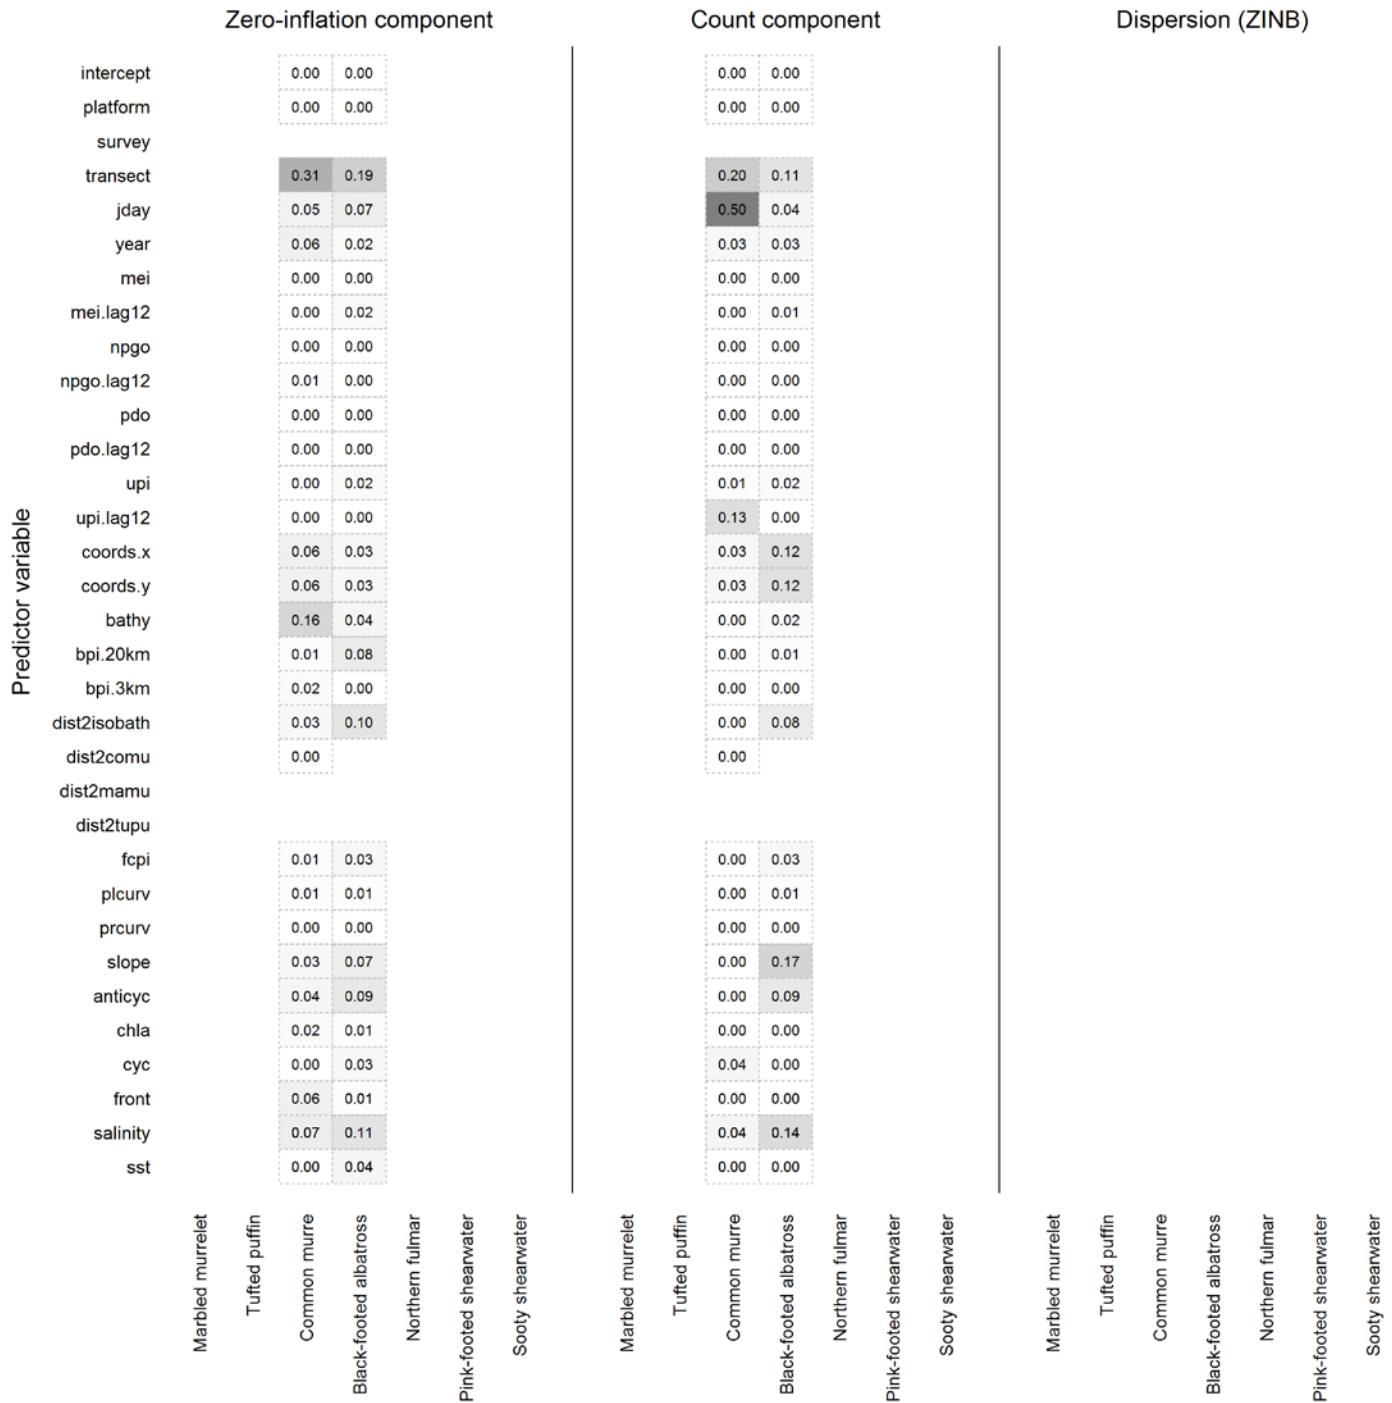 Zero-inflation component Count component Dispersion (ZINB)
Predictor variable
intercept 0.00 0.00 0.00 0.00
platform 0.00 0.00 0.00 0.00
survey
transect 0.31 0.19 0.20 0.11
jday 0.05 0.07 0.50 0.04
year 0.06 0.02 0.03 0.03
mei 0.00 0.00 0.00 0.00
mei.lag12 0.00 0.02 0.00 0.01
npgo 0.00 0.00 0.00 0.00
npgo.lag12 0.01 0.00 0.00 0.00
pdo 0.00 0.00 0.00 0.00
pdo.lag12 0.00 0.00 0.00 0.00
upi 0.00 0.02 0.01 0.02
upi.lag12 0.00 0.00 0.13 0.00
coords.x 0.06 0.03 0.03 0.12
coords.y 0.06 0.03 0.03 0.12
bathy 0.16 0.04 0.00 0.02
bpi.20km 0.01 0.08 0.00 0.01
bpi.3km 0.02 0.00 0.00 0.00
dist2isobath 0.03 0.10 0.00 0.08
dist2comu 0.00 0.00
dist2mamu
dist2tupu
fcpi 0.01 0.03 0.00 0.03
plcurv 0.01 0.01 0.00 0.01
prcurv 0.00 0.00 0.00 0.00
slope 0.03 0.07 0.00 0.17
anticyc 0.04 0.09 0.00 0.09
chla 0.02 0.01 0.00 0.00
cyc 0.00 0.03 0.04 0.00
front 0.06 0.01 0.00 0.00
salinity 0.07 0.11 0.04 0.14
sst 0.00 0.04 0.00 0.00
Marbled murrelet
Tufted puffin
Common murre
Black-footed albatross
Northern fulmar
Pink-footed shearwater
Sooty shearwater
Marbled murrelet
Tufted puffin
Common murre
Black-footed albatross
Northern fulmar
Pink-footed shearwater
Sooty shearwater
Marbled murrelet
Tufted puffin
Common murre
Black-footed albatross
Northern fulmar
Pink-footed shearwater
Sooty shearwater